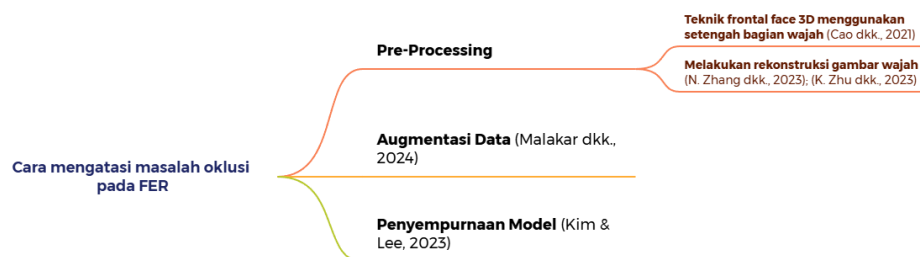 Teknik frontal face 3D menggunakan
setengah bagian wajah (Cao dkk., 2021)
Pre-Processing
Melakukan rekonstruksi gambar wajah
(N. Zhang dkk., 2023); (K. Zhu dkk., 2023)
Augmentasi Data (Malakar dkk.,
2024)
Cara mengatasi masalah oklusi
pada FER
Penyempurnaan Model (Kim &
Lee, 2023)